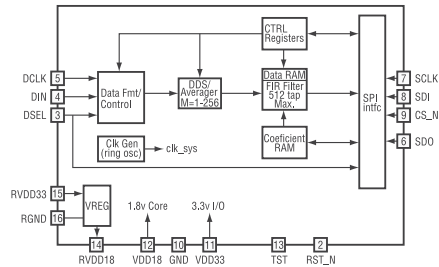 CTRL
Registers
DCLK 5
DIN 4
DSEL 3
Data Fmt/
Control
DDS/
Averager
M=1-256
Data RAM
FIR Filter
512 tap
Max.
SPI
intfc
7 SCLK
8 SDI
9 CS_N
6 SDO
Clk Gen
(ring osc)
clk_sys
Coeficient
RAM
RVDD33 15
RGND 16
VREG
1.8v Core
3.3v I/O
14
12
10
11
13
2
RVDD18
VDD18
GND
VDD33
TST
RST_N